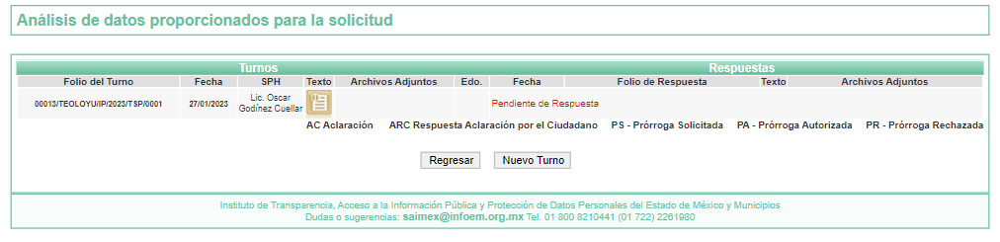 Análisis de datos proporcionados para la solicitud
Turnos Respuestas
Folio del Turno Fecha SPH Texto Archivos Adjuntos Edo. Fecha Folio de Respuesta Texto Archivos Adjuntos
00013/TEOLOYU/IP/2023/TSP/0001 27/01/2023 Lic. Oscar Godínez Cuellar Pendiente de Respuesta
AC Aclaración ARC Respuesta Aclaración por el Ciudadano PS - Prórroga Solicitada PA - Prórroga Autorizada PR - Prórroga Rechazada
Regresar Nuevo Turno
Instituto de Transparencia, Acceso a la Información Pública y Protección de Datos Personales del Estado de México y Municipios
Dudas o sugerencias: saimex@infoem.org.mx Tel. 01 800 8210441 (01 722) 2261980